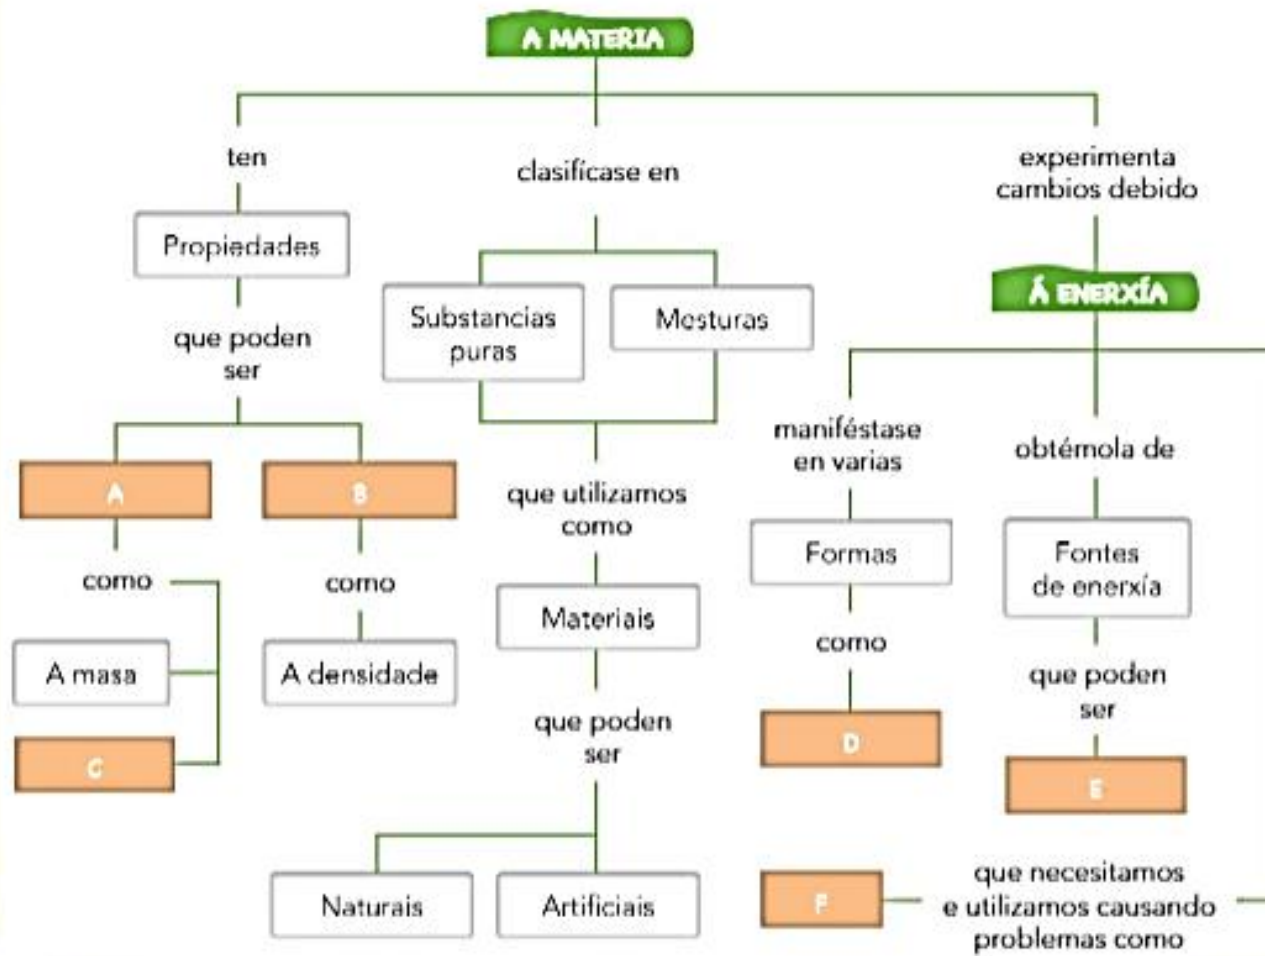 A MATERIA
ten
clasifícase en
experimenta
cambios debido
Propiedades
Á ENERXÍA
Substancias
puras
Mesturas
que poden
ser
maniféstase
en varias
obtémola de
A
B
que utilizamos
como
Formas
Fontes
de enerxía
como
como
Materiais
como
A masa
A densidade
que poden
ser
que poden
ser
C
D
E
Naturais
Artificiais
F
que necesitamos
e utilizamos causando
problemas como